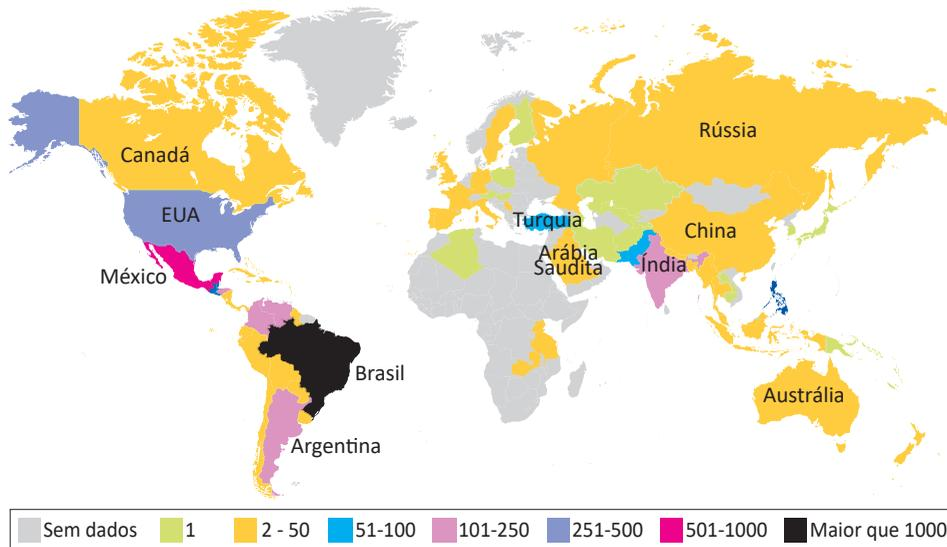 Canadá
Rússia
EUA
Turquia
China
México
Arábia
Saudita
Índia
Brasil
Austrália
Argentina
Sem dados 1 2 - 50 51-100 101-250 251-500 501-1000 Maior que 1000